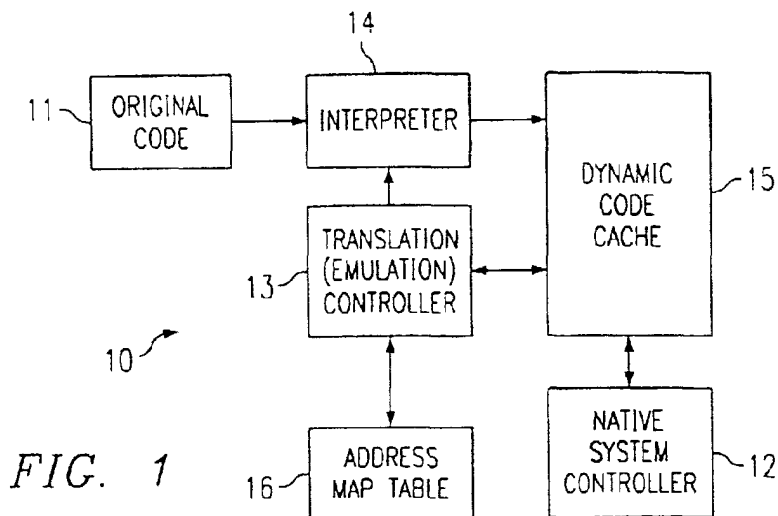 14
11
ORIGINAL
CODE
INTERPRETER
DYNAMIC
CODE
CACHE
15
13
TRANSLATION
(EMULATION)
CONTROLLER
10
FIG. 1
16
ADDRESS
MAP TABLE
NATIVE
SYSTEM
CONTROLLER
12